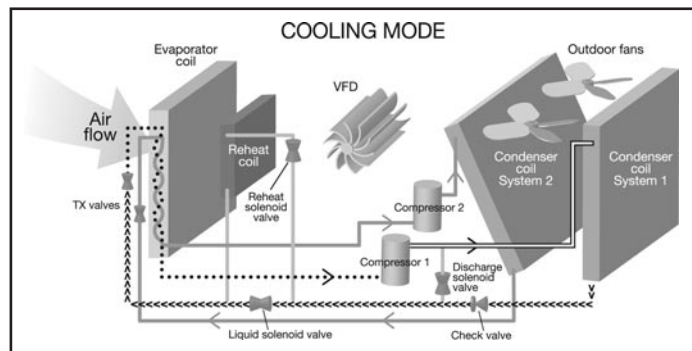 COOLING MODE
Evaporator
coil
Outdoor fans
VFD
Air
flow
Reheat
coil
Condenser
coil
System 2
Condenser
coil
System 1
Reheat
solenoid
valve
TX valves
Compressor 2
Compressor 1
Discharge
solenoid
valve
Liquid solenoid valve
Check valve